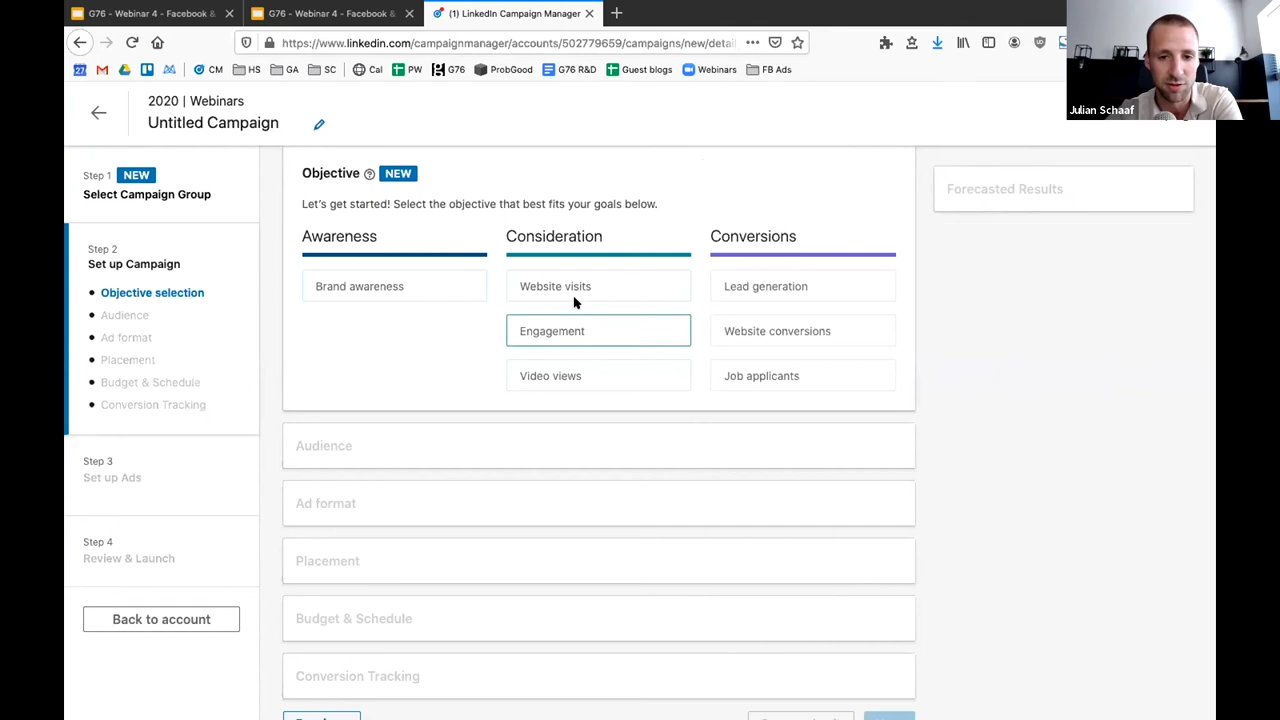 G76 - Webinar 4 - Facebook &
G76 - Webinar 4 - Facebook &
(1) LinkedIn Campaign Manager
https://www.linkedin.com/campaignmanager/accounts/502779659/campaigns/new/detai
27
CM
HS
GA
SC
Cal
PW
G76
ProbGood
G76 R&D
Guest blogs
Webinars
FB Ads
Julian Schaaf
2020 | Webinars
Untitled Campaign
Step 1 NEW
Select Campaign Group
Step 2
Set up Campaign
Objective selection
Audience
Ad format
Placement
Budget & Schedule
Conversion Tracking
Step 3
Set up Ads
Step 4
Review & Launch
Back to account
Objective NEW
Let's get started! Select the objective that best fits your goals below.
Awareness
Consideration
Conversions
Brand awareness
Website visits
Lead generation
Engagement
Website conversions
Video views
Job applicants
Audience
Ad format
Placement
Budget & Schedule
Conversion Tracking
Forecasted Results